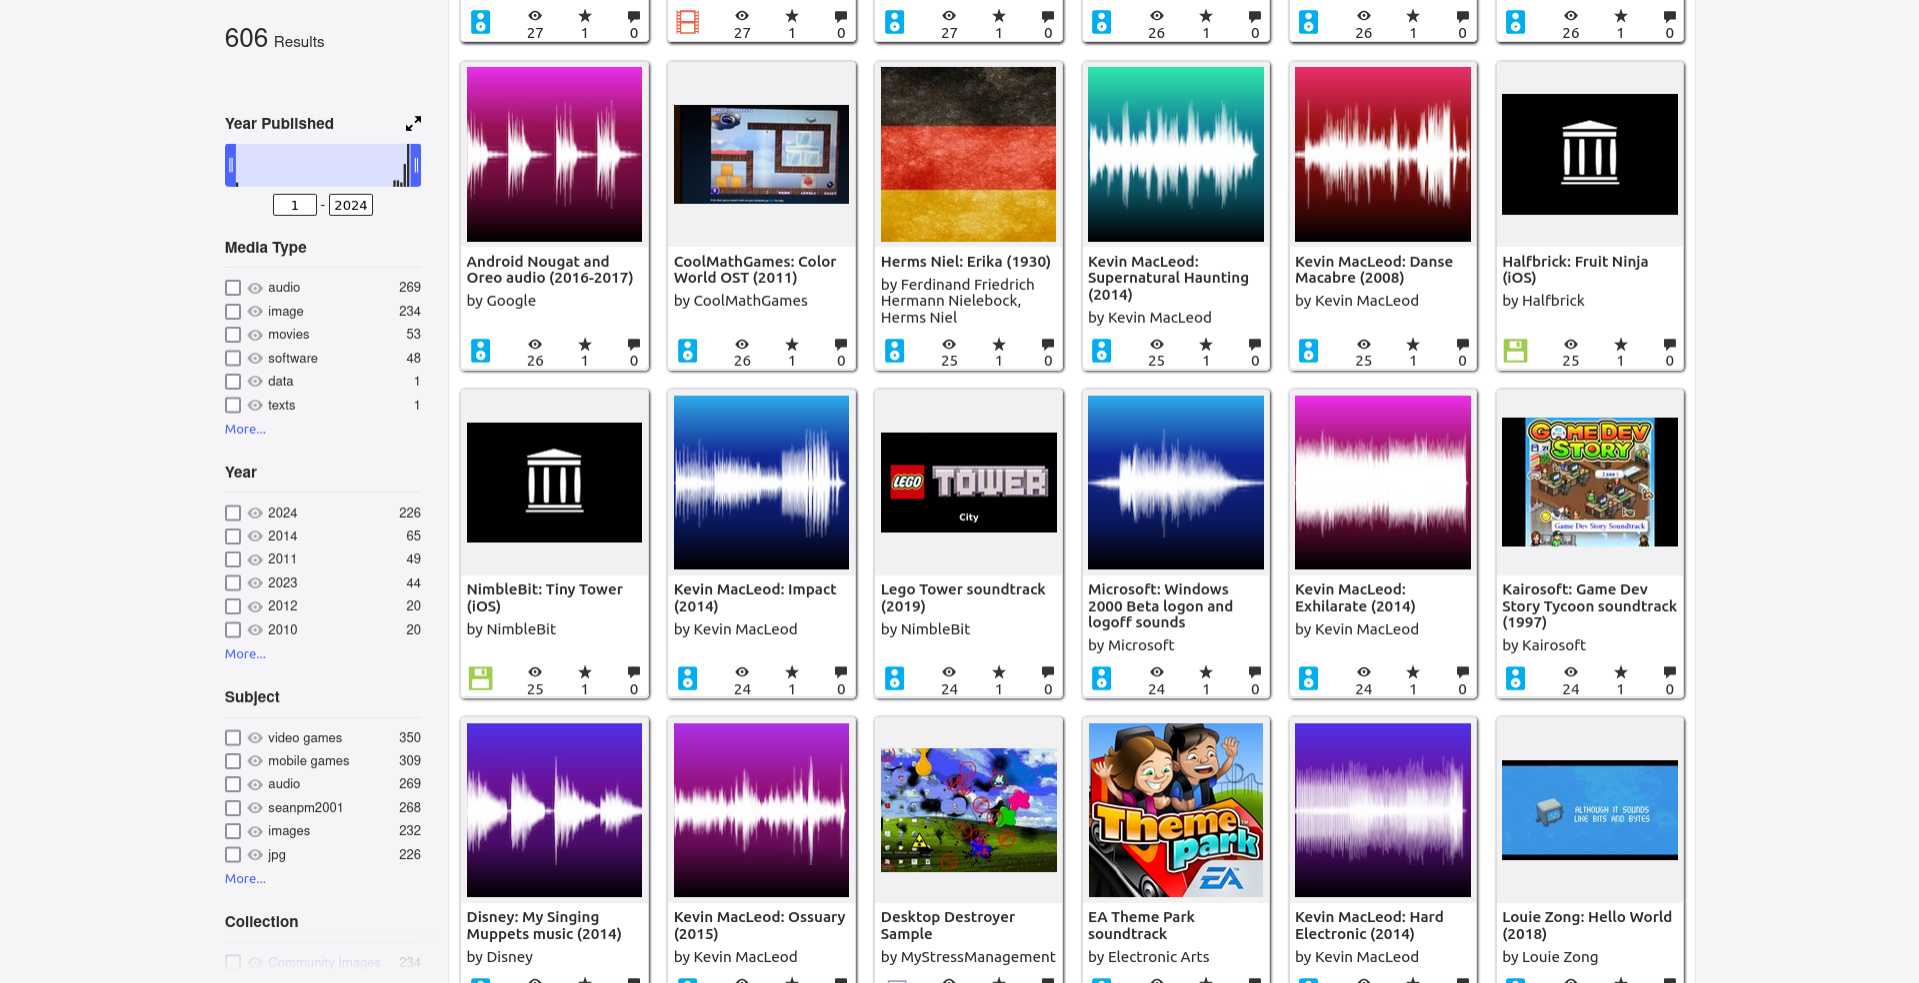 606 Results
Year Published
1 - 2024
Media Type
audio 269
image 234
movies 53
software 48
data 1
texts 1
More...
Year
2024 226
2014 65
2011 49
2023 44
2012 20
2010 20
More...
Subject
video games 350
mobile games 309
audio 269
seanpm2001 268
images 232
jpg 226
More...
Collection
Community Images 234
27 1 0
27 1 0
27 1 0
26 1 0
26 1 0
26 1 0
Android Nougat and
Oreo audio (2016-2017)
by Google
26 1 0
CoolMathGames: Color
World OST (2011)
by CoolMathGames
26 1 0
Herms Niel: Erika (1930)
by Ferdinand Friedrich
Hermann Nielebock,
Herms Niel
25 1 0
Kevin MacLeod:
Supernatural Haunting
(2014)
by Kevin MacLeod
25 1 0
Kevin MacLeod: Danse
Macabre (2008)
by Kevin MacLeod
25 1 0
Halfbrick: Fruit Ninja
(iOS)
by Halfbrick
25 1 0
NimbleBit: Tiny Tower
(iOS)
by NimbleBit
25 1 0
Kevin MacLeod: Impact
(2014)
by Kevin MacLeod
24 1 0
LEGO TOWER
City
Lego Tower soundtrack
(2019)
by NimbleBit
24 1 0
Microsoft: Windows
2000 Beta logon and
logoff sounds
by Microsoft
24 1 0
Kevin MacLeod:
Exhilarate (2014)
by Kevin MacLeod
24 1 0
GAME DEV
STORY
Game Dev Story Soundtrack
Kairosoft: Game Dev
Story Tycoon soundtrack
(1997)
by Kairosoft
24 1 0
Disney: My Singing
Muppets music (2014)
by Disney
Kevin MacLeod: Ossuary
(2015)
by Kevin MacLeod
Desktop Destroyer
Sample
by MyStressManagement
Theme
park
EA
EA Theme Park
soundtrack
by Electronic Arts
Kevin MacLeod: Hard
Electronic (2014)
by Kevin MacLeod
ALTHOUGH IT SOUNDS
LIKE BITS AND BYTES
Louie Zong: Hello World
(2018)
by Louie Zong